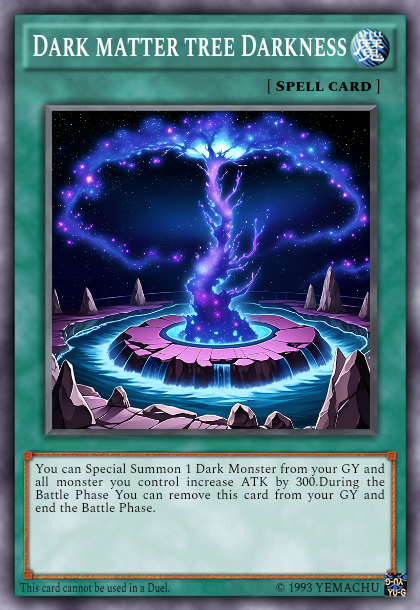 Dark matter tree Darkness 魔
[ SPELL CARD ]
You can Special Summon 1 Dark Monster from your GY and
all monster you control increase ATK by 300.During the
Battle Phase You can remove this card from your GY and
end the Battle Phase.
This card cannot be used in a Duel.
© 1993 YEMACHU